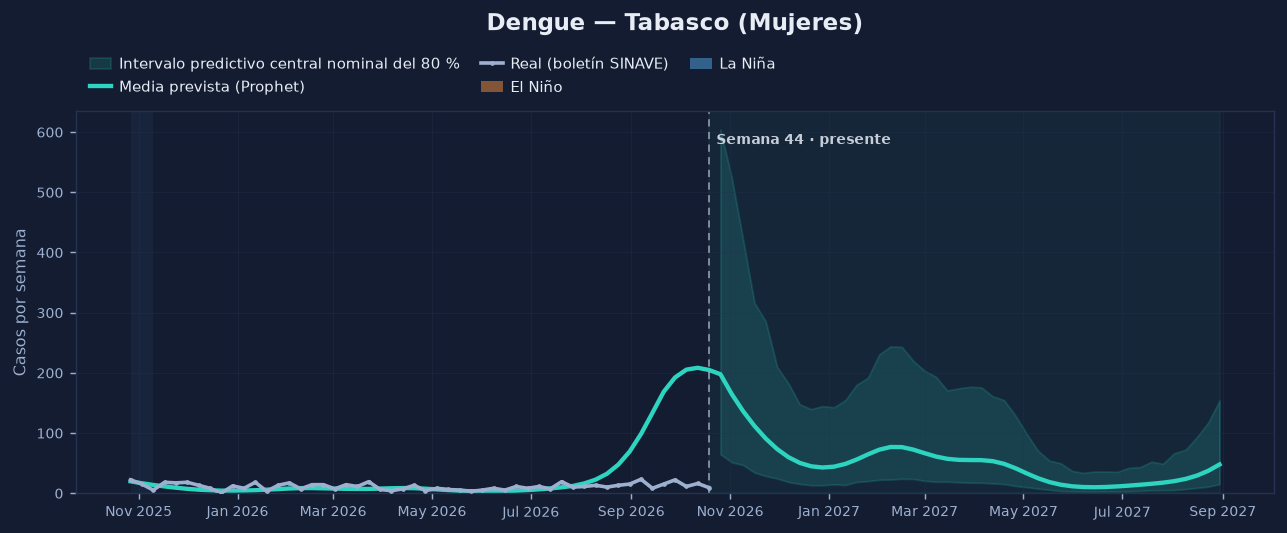 Dengue — Tabasco (Mujeres)
Intervalo predictivo central nominal del 80 %
Media prevista (Prophet)
Real (boletín SINAVE)
El Niño
La Niña
Semana 44 · presente
Casos por semana
600
500
400
300
200
100
0
Nov 2025
Jan 2026
Mar 2026
May 2026
Jul 2026
Sep 2026
Nov 2026
Jan 2027
Mar 2027
May 2027
Jul 2027
Sep 2027